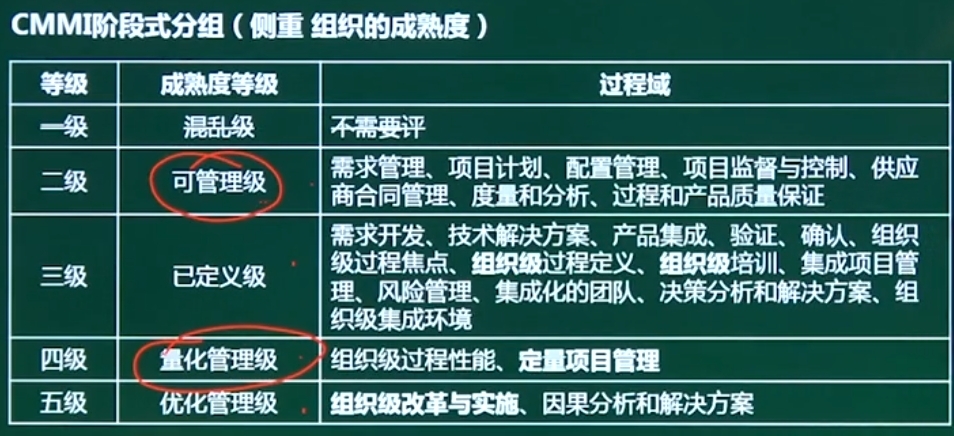 CMMI阶段式分组（侧重 组织的成熟度）
等级 成熟度等级 过程域
一级 混乱级 不需要评
二级 可管理级 需求管理、项目计划、配置管理、项目监督与控制、供应
商合同管理、度量和分析、过程和产品质量保证
三级 已定义级 需求开发、技术解决方案、产品集成、验证、确认、组织
级过程焦点、组织级过程定义、组织级培训、集成项目管
理、风险管理、集成化的团队、决策分析和解决方案、组
织级集成环境
四级 量化管理级 组织级过程性能、定量项目管理
五级 优化管理级 组织级改革与实施、因果分析和解决方案